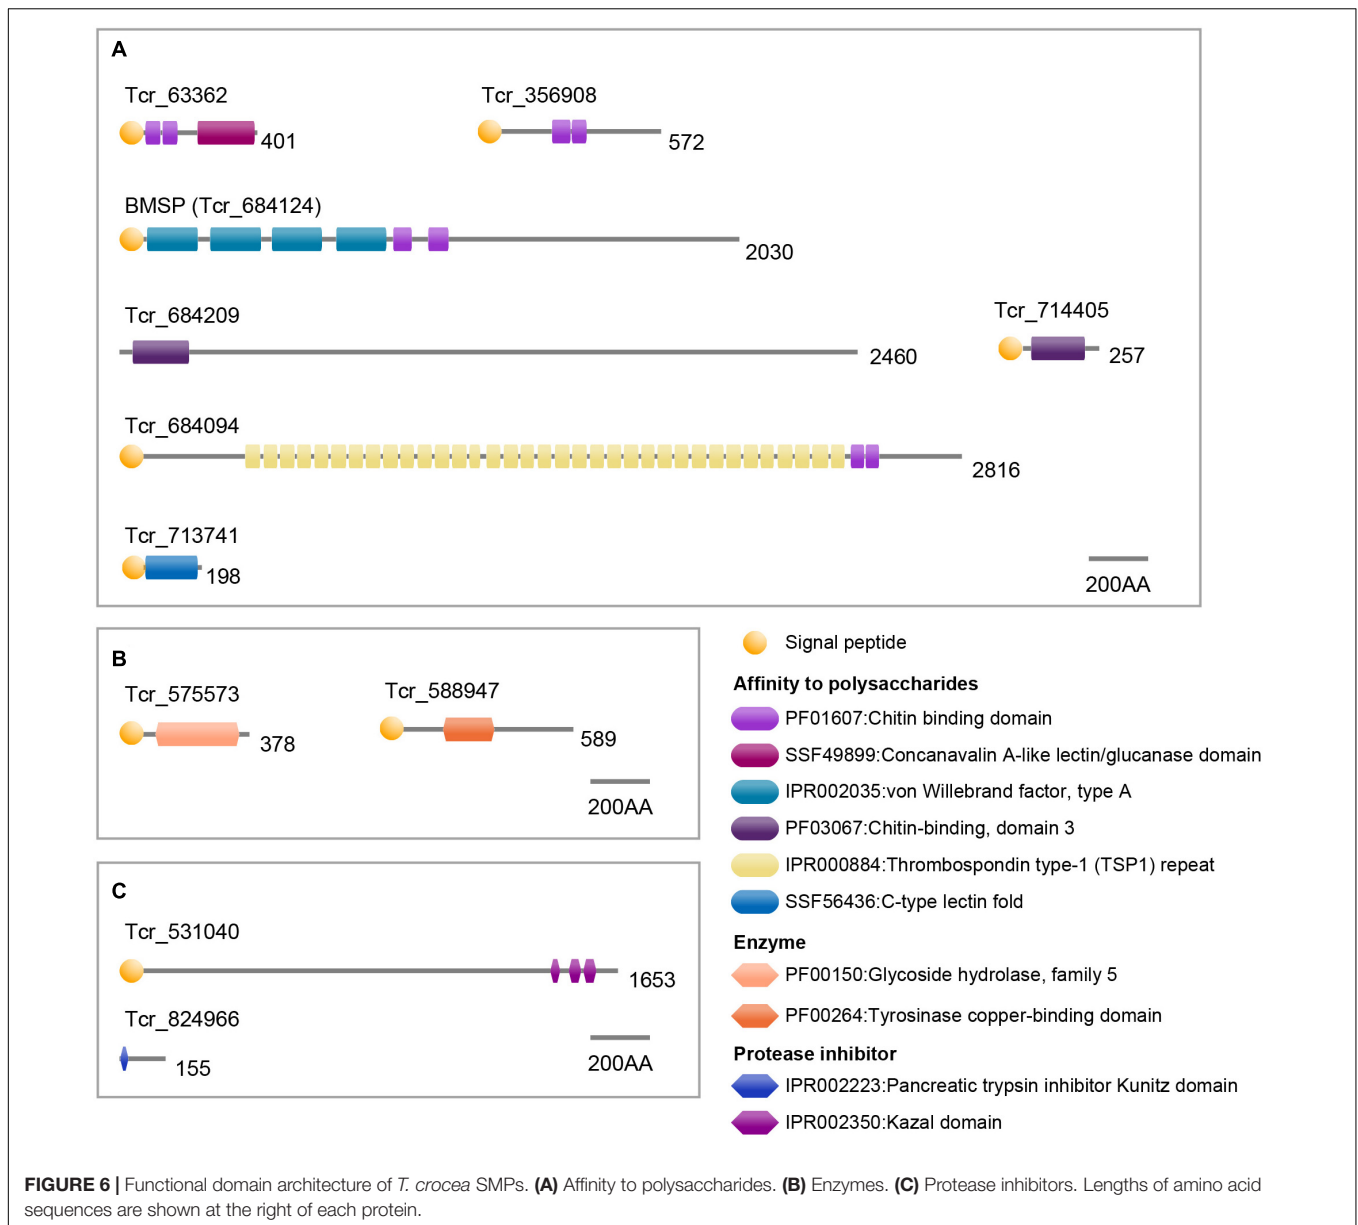 A
Tcr_63362
401
Tcr_356908
572
BMSP (Tcr_684124)
2030
Tcr_684209
2460
Tcr_714405
257
Tcr_684094
2816
Tcr_713741
198
200AA
B
Tcr_575573
378
Tcr_588947
589
200AA
C
Tcr_531040
1653
Tcr_824966
155
200AA
Signal peptide
Affinity to polysaccharides
PF01607:Chitin binding domain
SSF49899:Concanavalin A-like lectin/glucanase domain
IPR002035:von Willebrand factor, type A
PF03067:Chitin-binding, domain 3
IPR000884:Thrombospondin type-1 (TSP1) repeat
SSF56436:C-type lectin fold
Enzyme
PF00150:Glycoside hydrolase, family 5
PF00264:Tyrosinase copper-binding domain
Protease inhibitor
IPR002223:Pancreatic trypsin inhibitor Kunitz domain
IPR002350:Kazal domain
FIGURE 6 | Functional domain architecture of T. crocea SMPs. (A) Affinity to polysaccharides. (B) Enzymes. (C) Protease inhibitors. Lengths of amino acid
sequences are shown at the right of each protein.